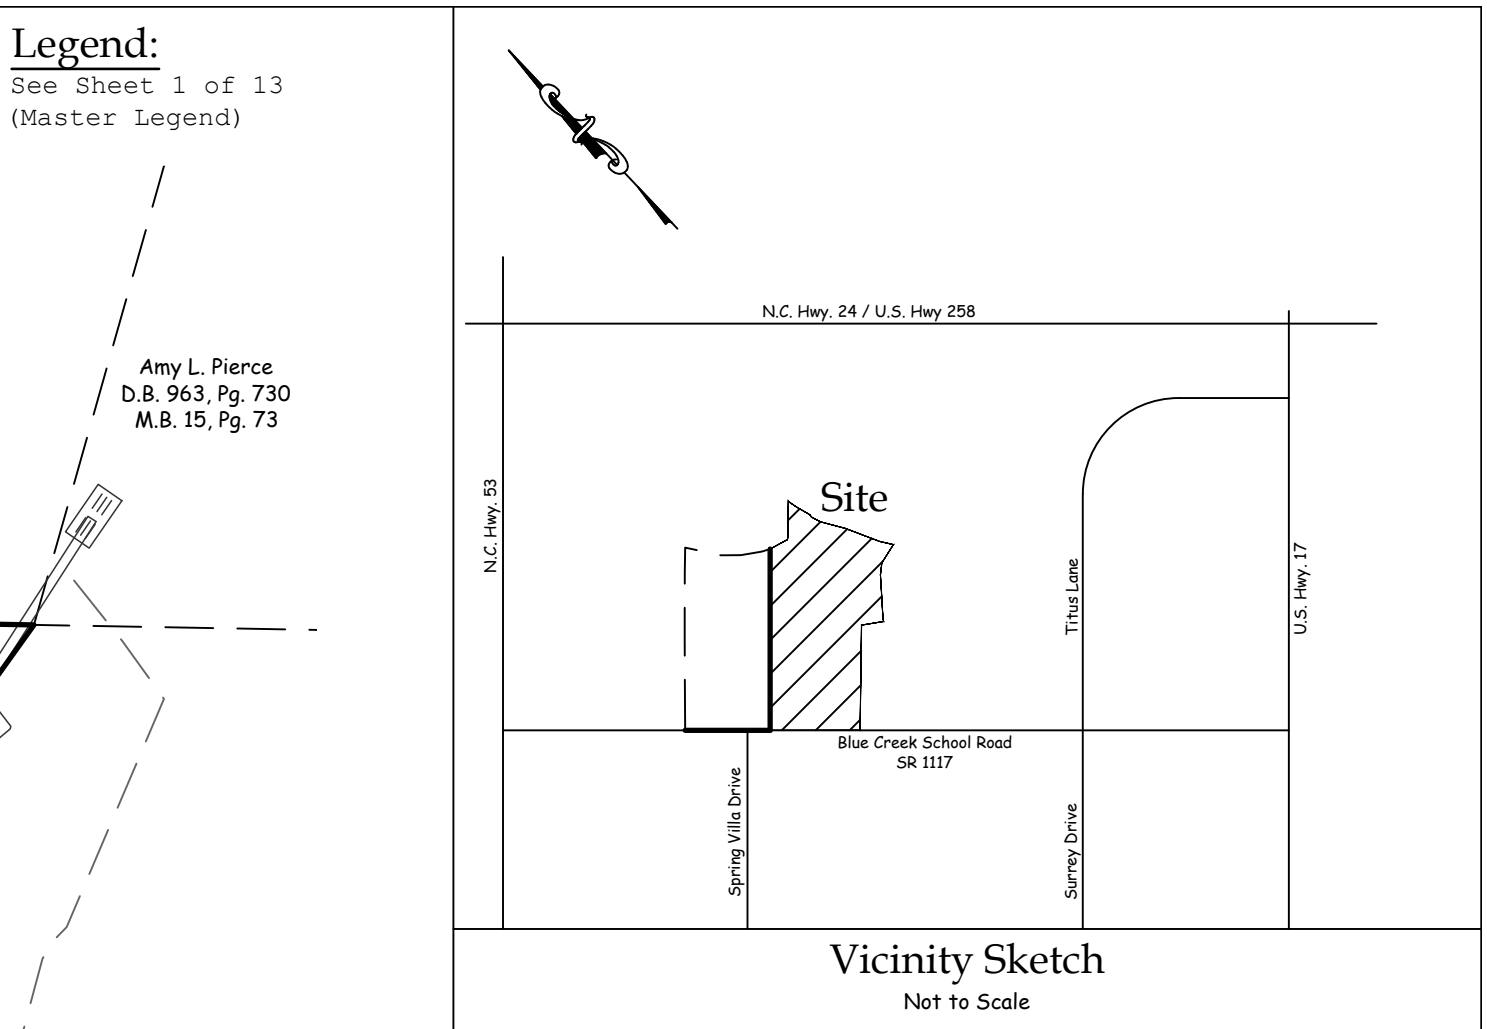 Legend:
See Sheet 1 of 13
(Master Legend)
Amy L. Pierce
D.B. 963, Pg. 730
M.B. 15, Pg. 73
N.C. Hwy. 24 / U.S. Hwy 258
N.C. Hwy. 53
Site
Titus Lane
U.S. Hwy. 17
Blue Creek School Road
SR 1117
Spring Villa Drive
Surrey Drive
Vicinity Sketch
Not to Scale